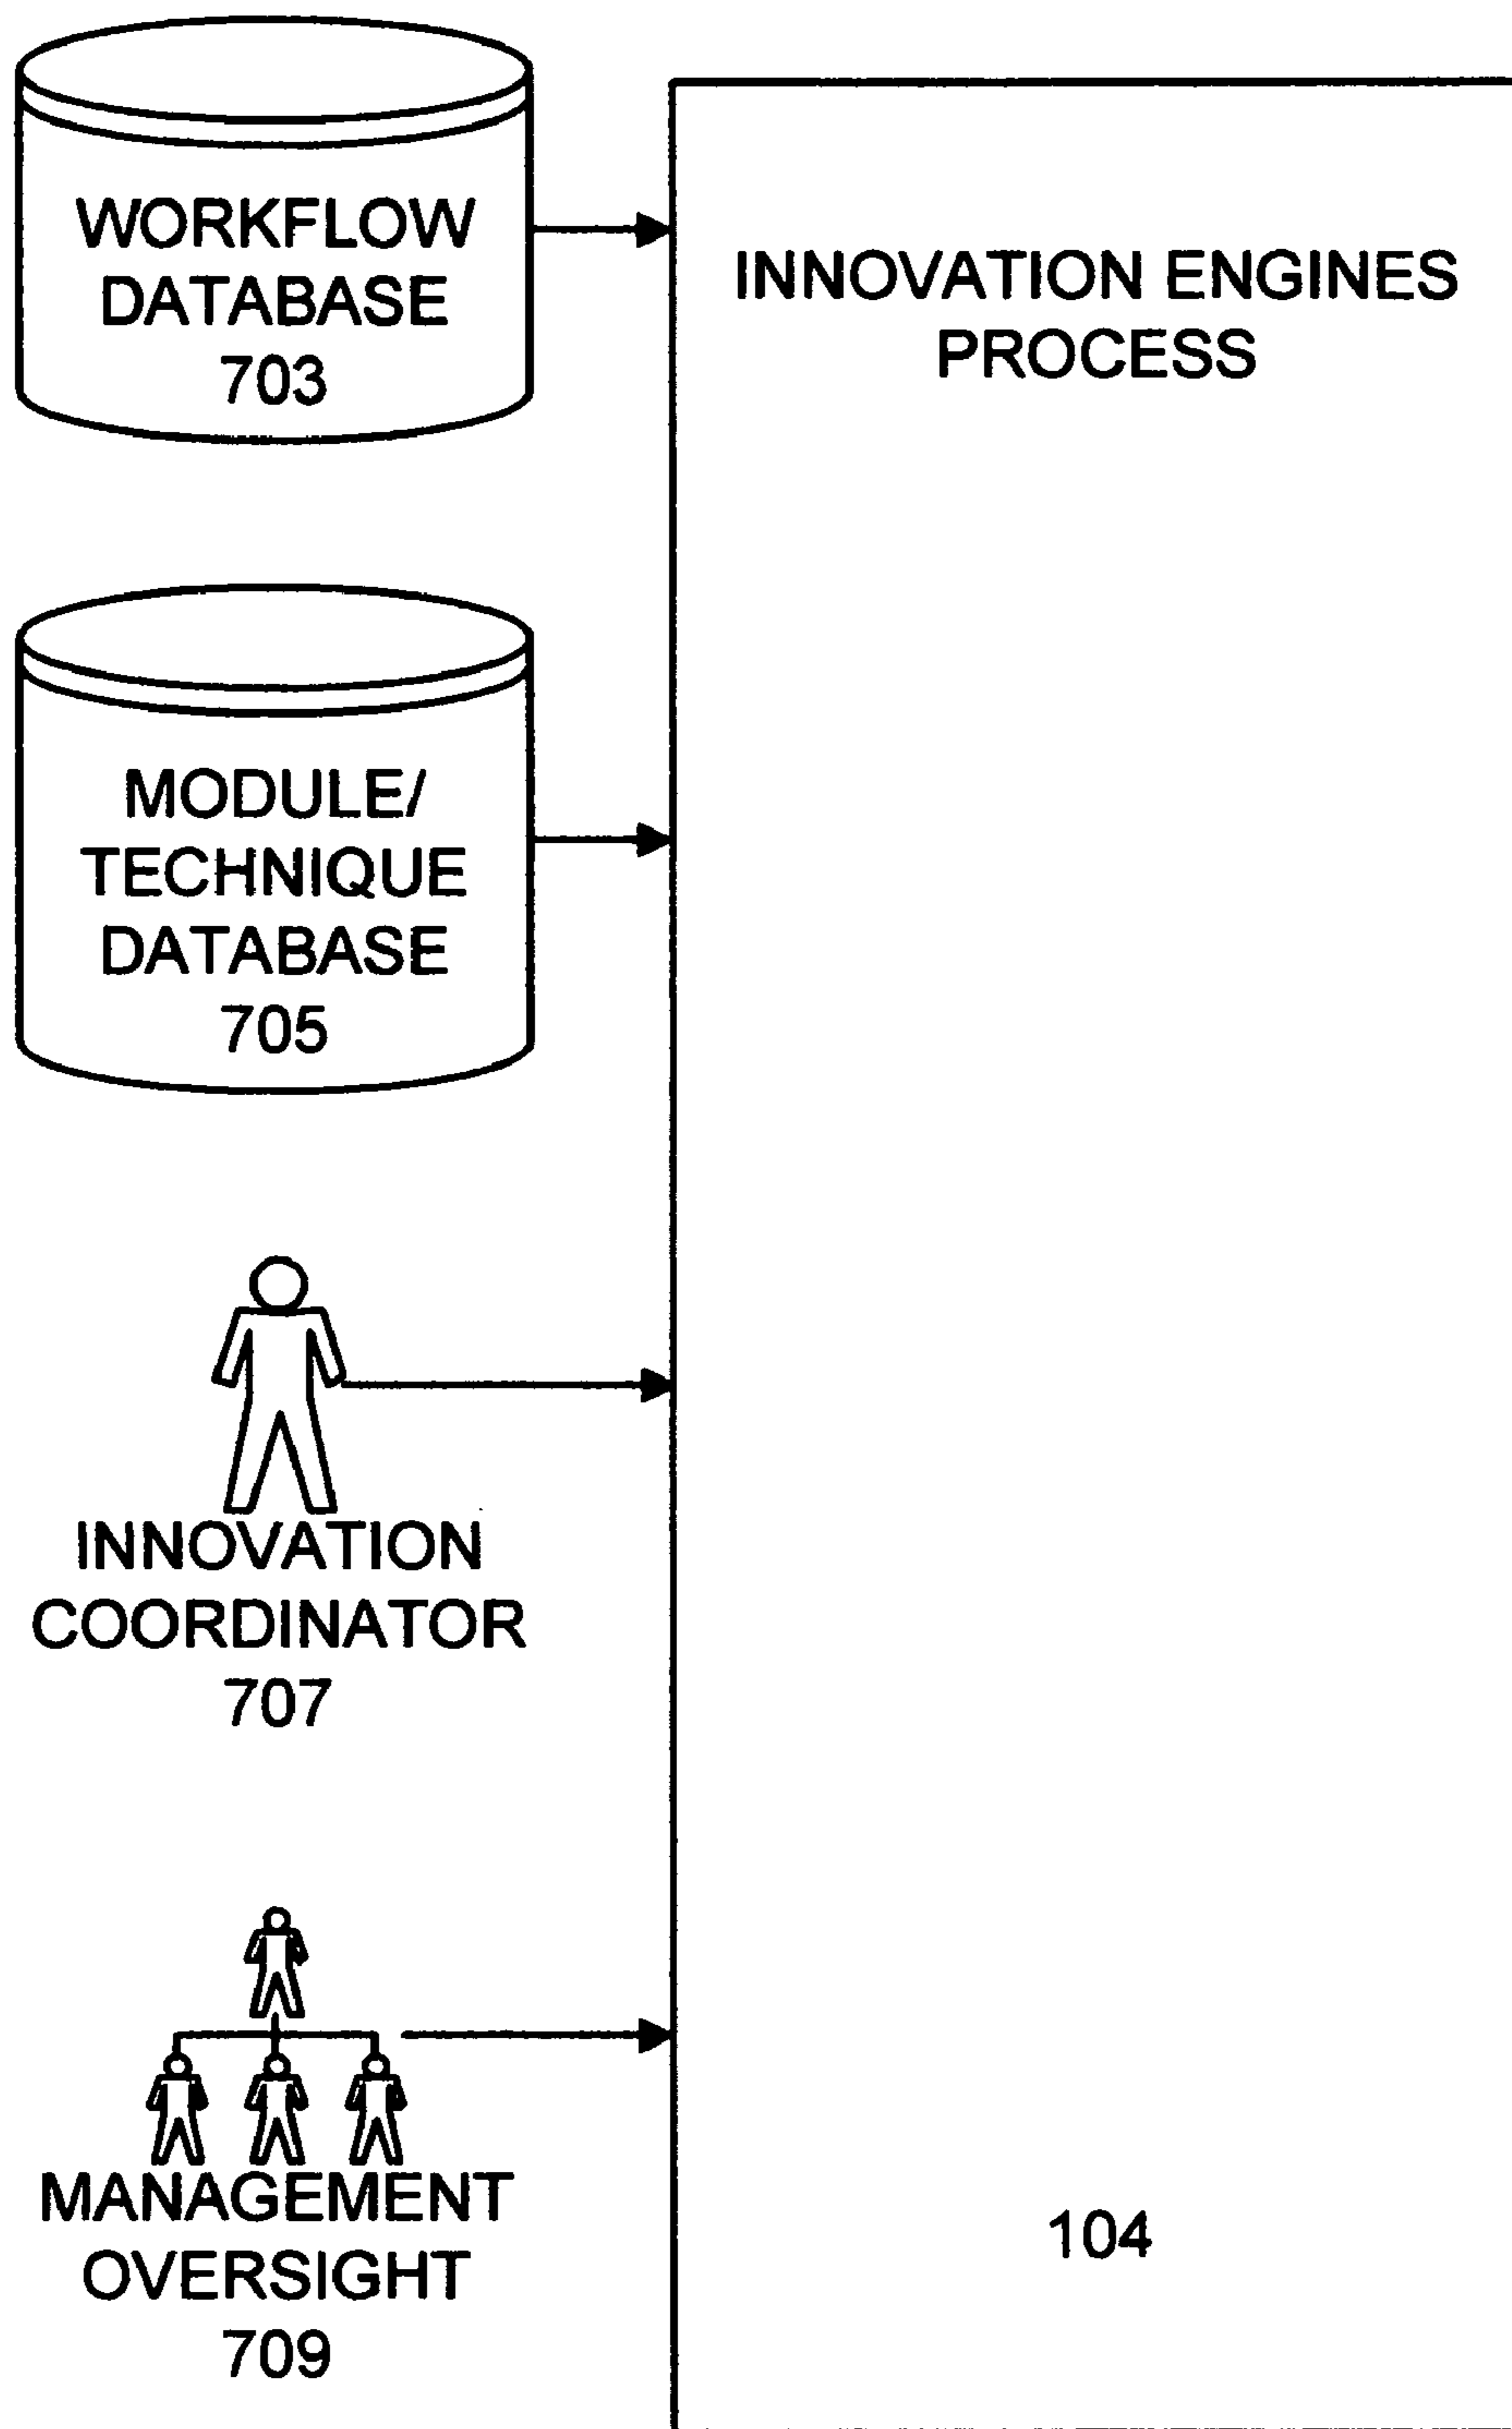 WORKFLOW
DATABASE
703
INNOVATION ENGINES
PROCESS
MODULE/
TECHNIQUE
DATABASE
705
INNOVATION
COORDINATOR
707
MANAGEMENT
OVERSIGHT
709
104